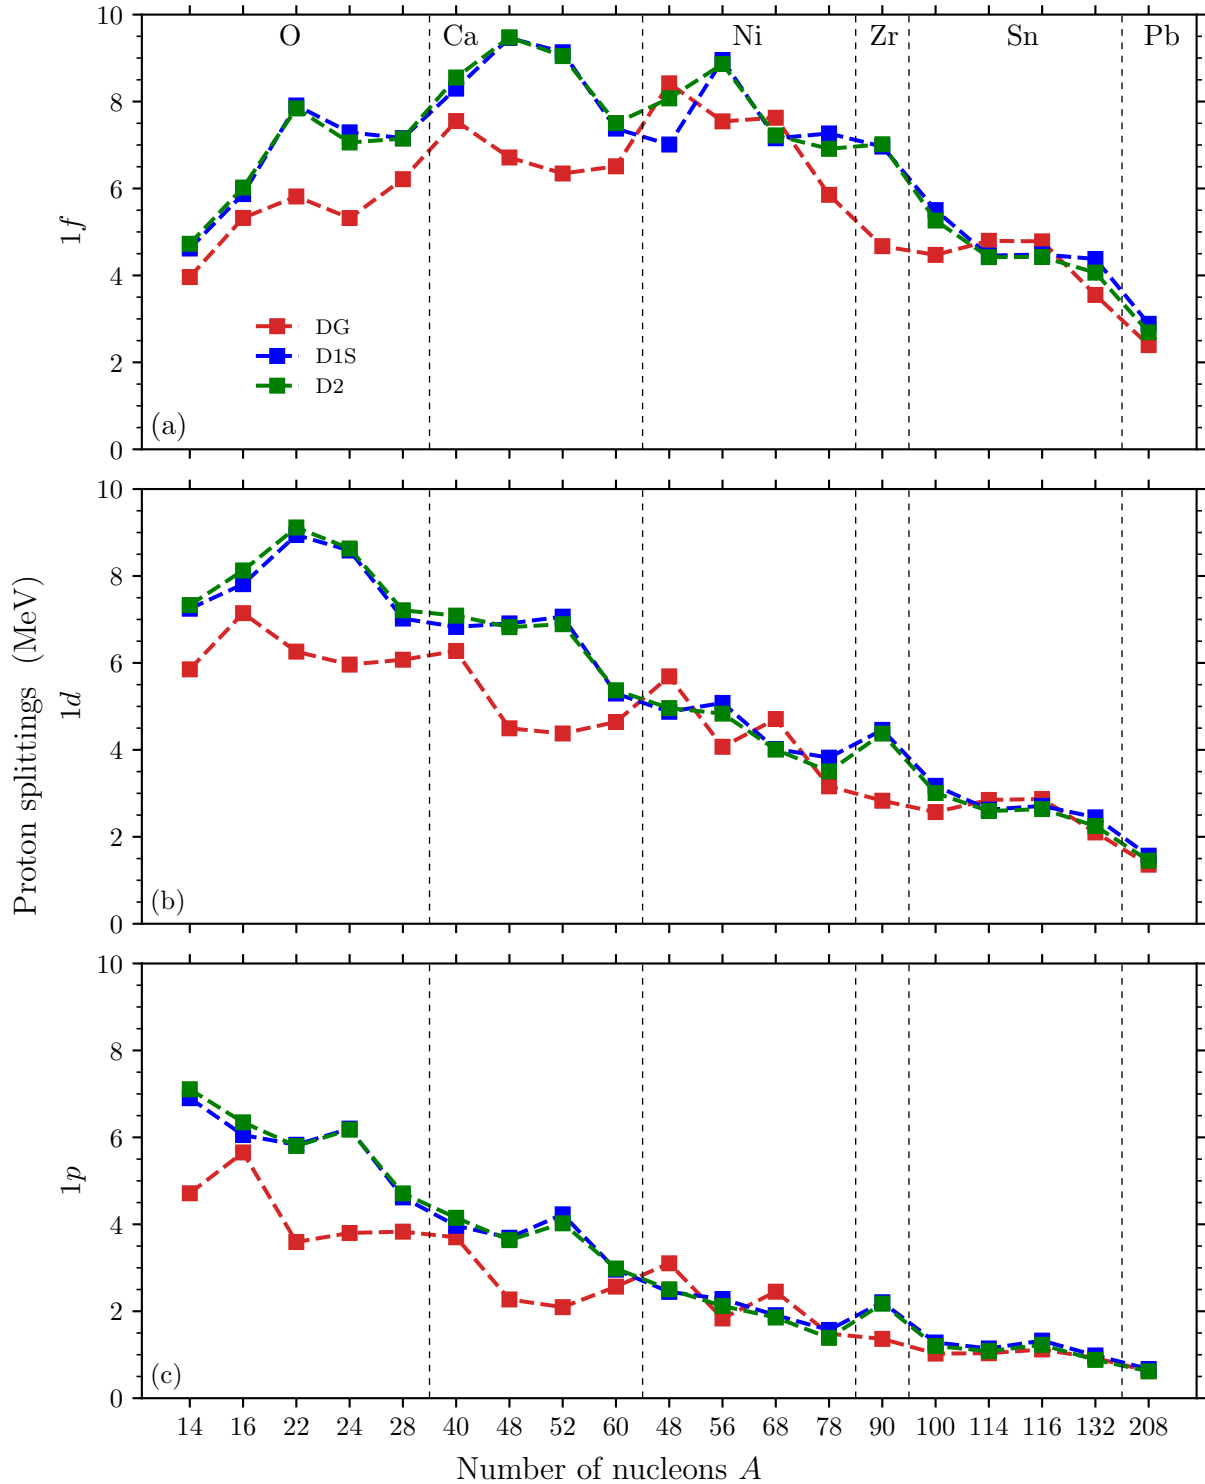 10
8
6
4
2
0
1f
O Ca Ni Zr Sn Pb
DG
D1S
D2
(a)
10
8
6
4
2
0
1d
Proton splittings (MeV)
(b)
10
8
6
4
2
0
1p
(c)
14 16 22 24 28 40 48 52 60 48 56 68 78 90 100 114 116 132 208
Number of nucleons A